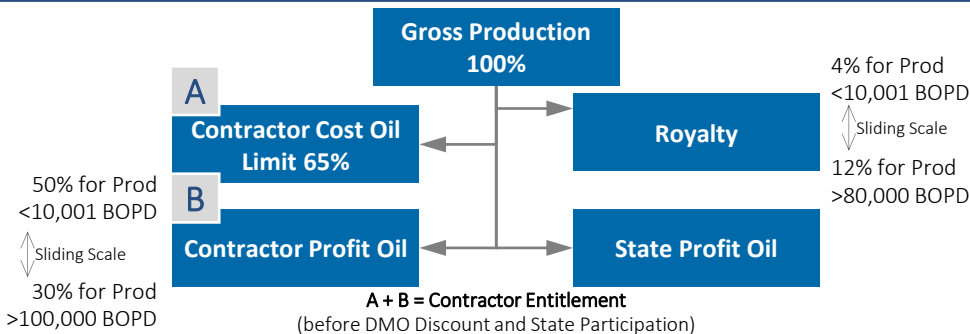 Gross Production
100%
4% for Prod
<10,001 BOPD
Sliding Scale
12% for Prod
>80,000 BOPD
A
Contractor Cost Oil
Limit 65%
Royalty
50% for Prod
<10,001 BOPD
Sliding Scale
30% for Prod
>100,000 BOPD
B
Contractor Profit Oil
State Profit Oil
A + B = Contractor Entitlement
(before DMO Discount and State Participation)